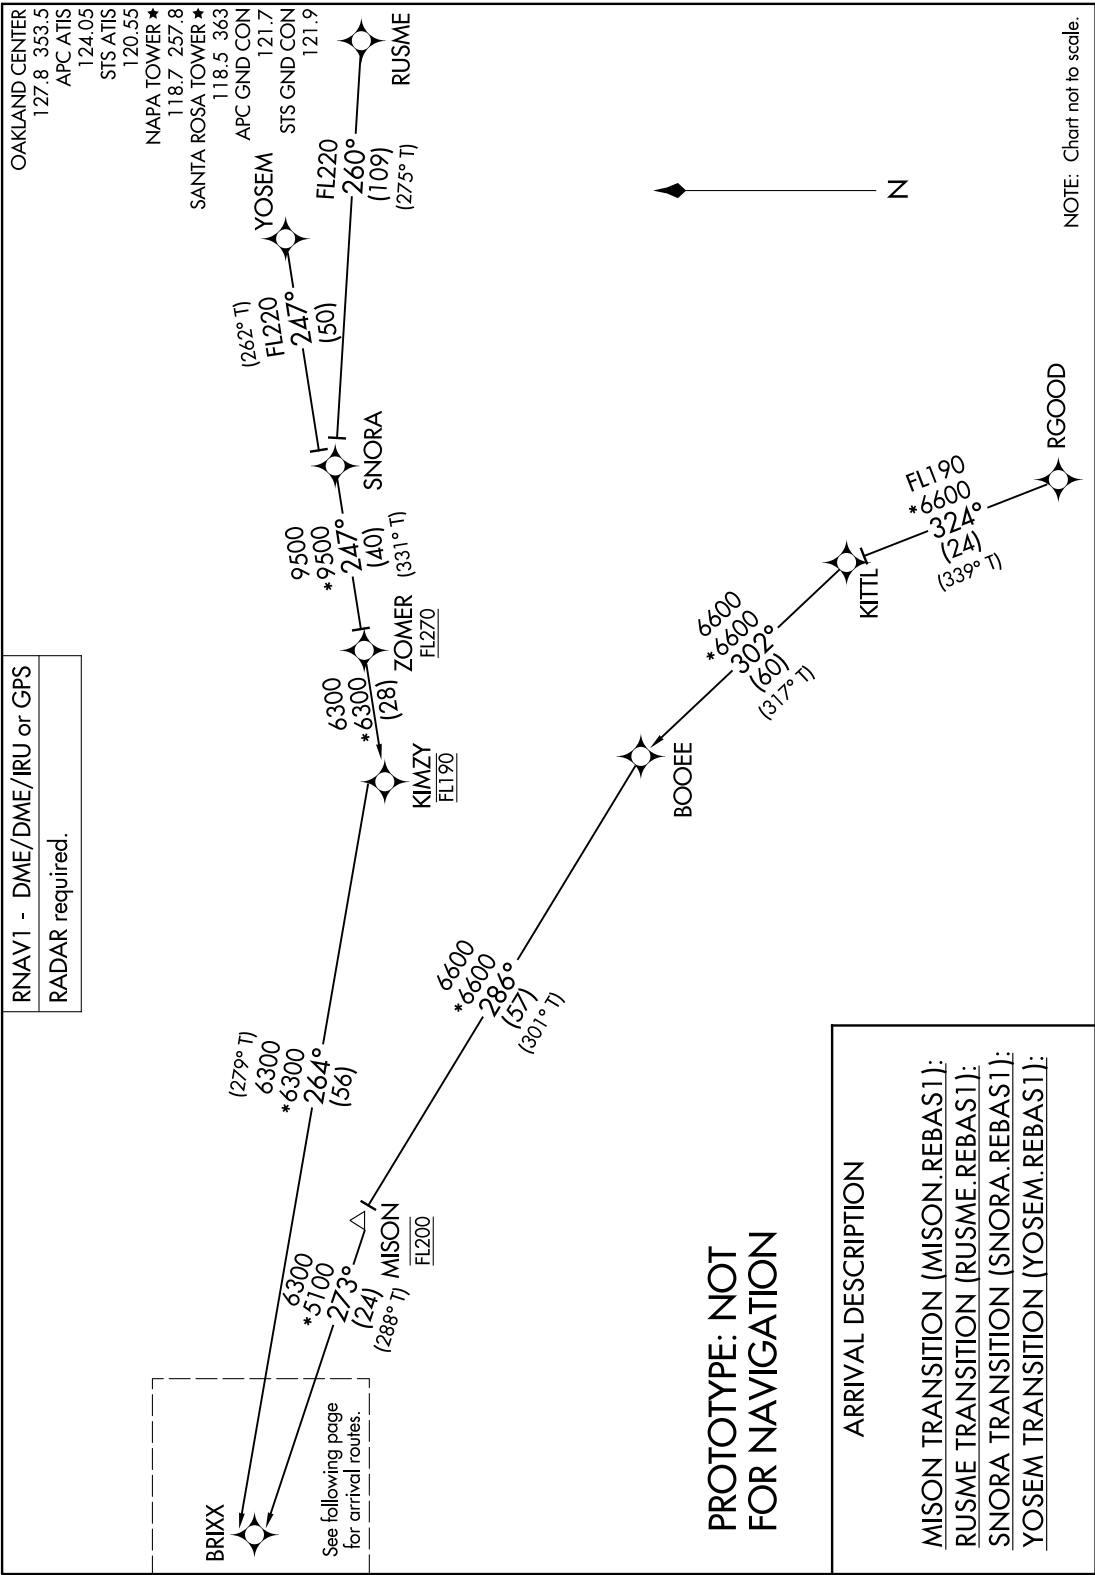 RNAV1 - DME/DME/IRU or GPS
RADAR required.
OAKLAND CENTER
127.8 353.5
APC ATIS
124.05
STS ATIS
120.55
NAPA TOWER★
118.7 257.8
SANTA ROSA TOWER★
118.5 363
APC GND CON
121.7
STS GND CON
121.9
BRIXX
See following page
for arrival routes.
(279° T)
6300
*6300
264°
(56)
KIMZY
FL190
6300
*6300
(28)
ZOMER
FL270
9500
*9500
247°
(40)
(331° T)
SNORA
(262° T)
FL220
247°
(50)
YOSEM
FL220
260°
(109)
(275° T)
RUSME
6300
*5100
273°
(24)
(288° T)
MISON
FL200
6600
*6600
286°
(57)
(301° T)
BOOEE
6600
*6600
302°
(60)
(317° T)
KITTL
FL190
*6600
324°
(24)
(339° T)
RGOOD
N
PROTOTYPE: NOT
FOR NAVIGATION
ARRIVAL DESCRIPTION
MISON TRANSITION (MISON.REBAS1):
RUSME TRANSITION (RUSME.REBAS1):
SNORA TRANSITION (SNORA.REBAS1):
YOSEM TRANSITION (YOSEM.REBAS1):
NOTE: Chart not to scale.